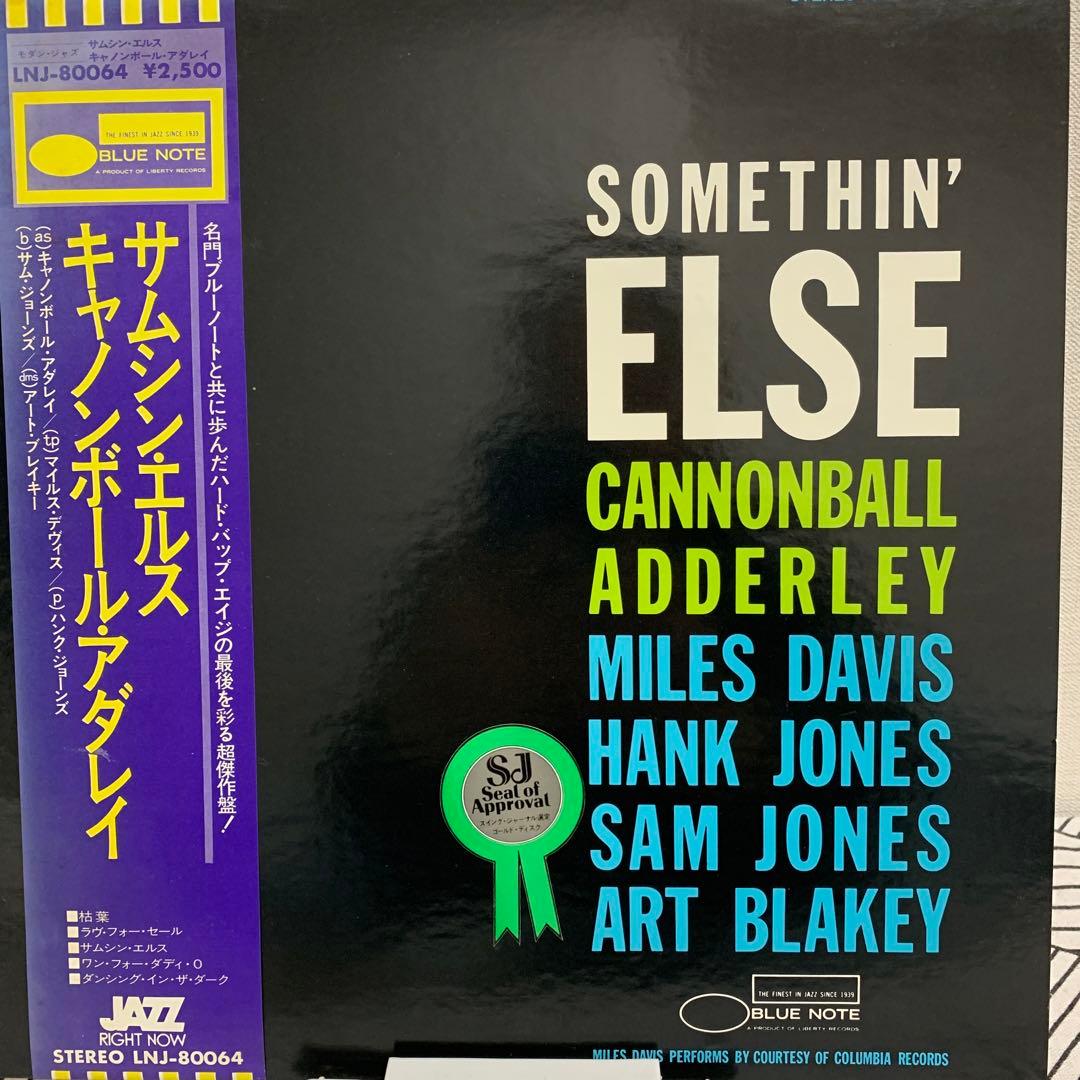 モダン・ジャズ
サムシン・エルス
キャノンボール・アダレイ
LNJ-80064 ¥2,500
THE FINEST IN JAZZ SINCE 1939
BLUE NOTE
A PRODUCT OF LIBERTY RECORDS
名門ブルーノートと共に歩んだハード・バップ・エイジの最後を彩る超傑作盤!
サムシン・エルス
キャノンボール・アダレイ
(as)キャノンボール・アダレイ/(tp)マイルス・デヴィス/(p)ハンク・ジョーンズ
(b)サム・ジョーンズ/(dms)アート・ブレイキー
■枯葉
■ラヴ・フォー・セール
■サムシン・エルス
■ワン・フォー・ダディ・O
■ダンシング・イン・ザ・ダーク
JAZZ
RIGHT NOW
STEREO LNJ-80064
SOMETHIN'
ELSE
CANNONBALL
ADDERLEY
MILES DAVIS
HANK JONES
SAM JONES
ART BLAKEY
SJ
Seal of
Approval
スイング・ジャーナル選定
ゴールド・ディスク
THE FINEST IN JAZZ SINCE 1939
BLUE NOTE
A PRODUCT OF LIBERTY RECORDS
MILES DAVIS PERFORMS BY COURTESY OF COLUMBIA RECORDS